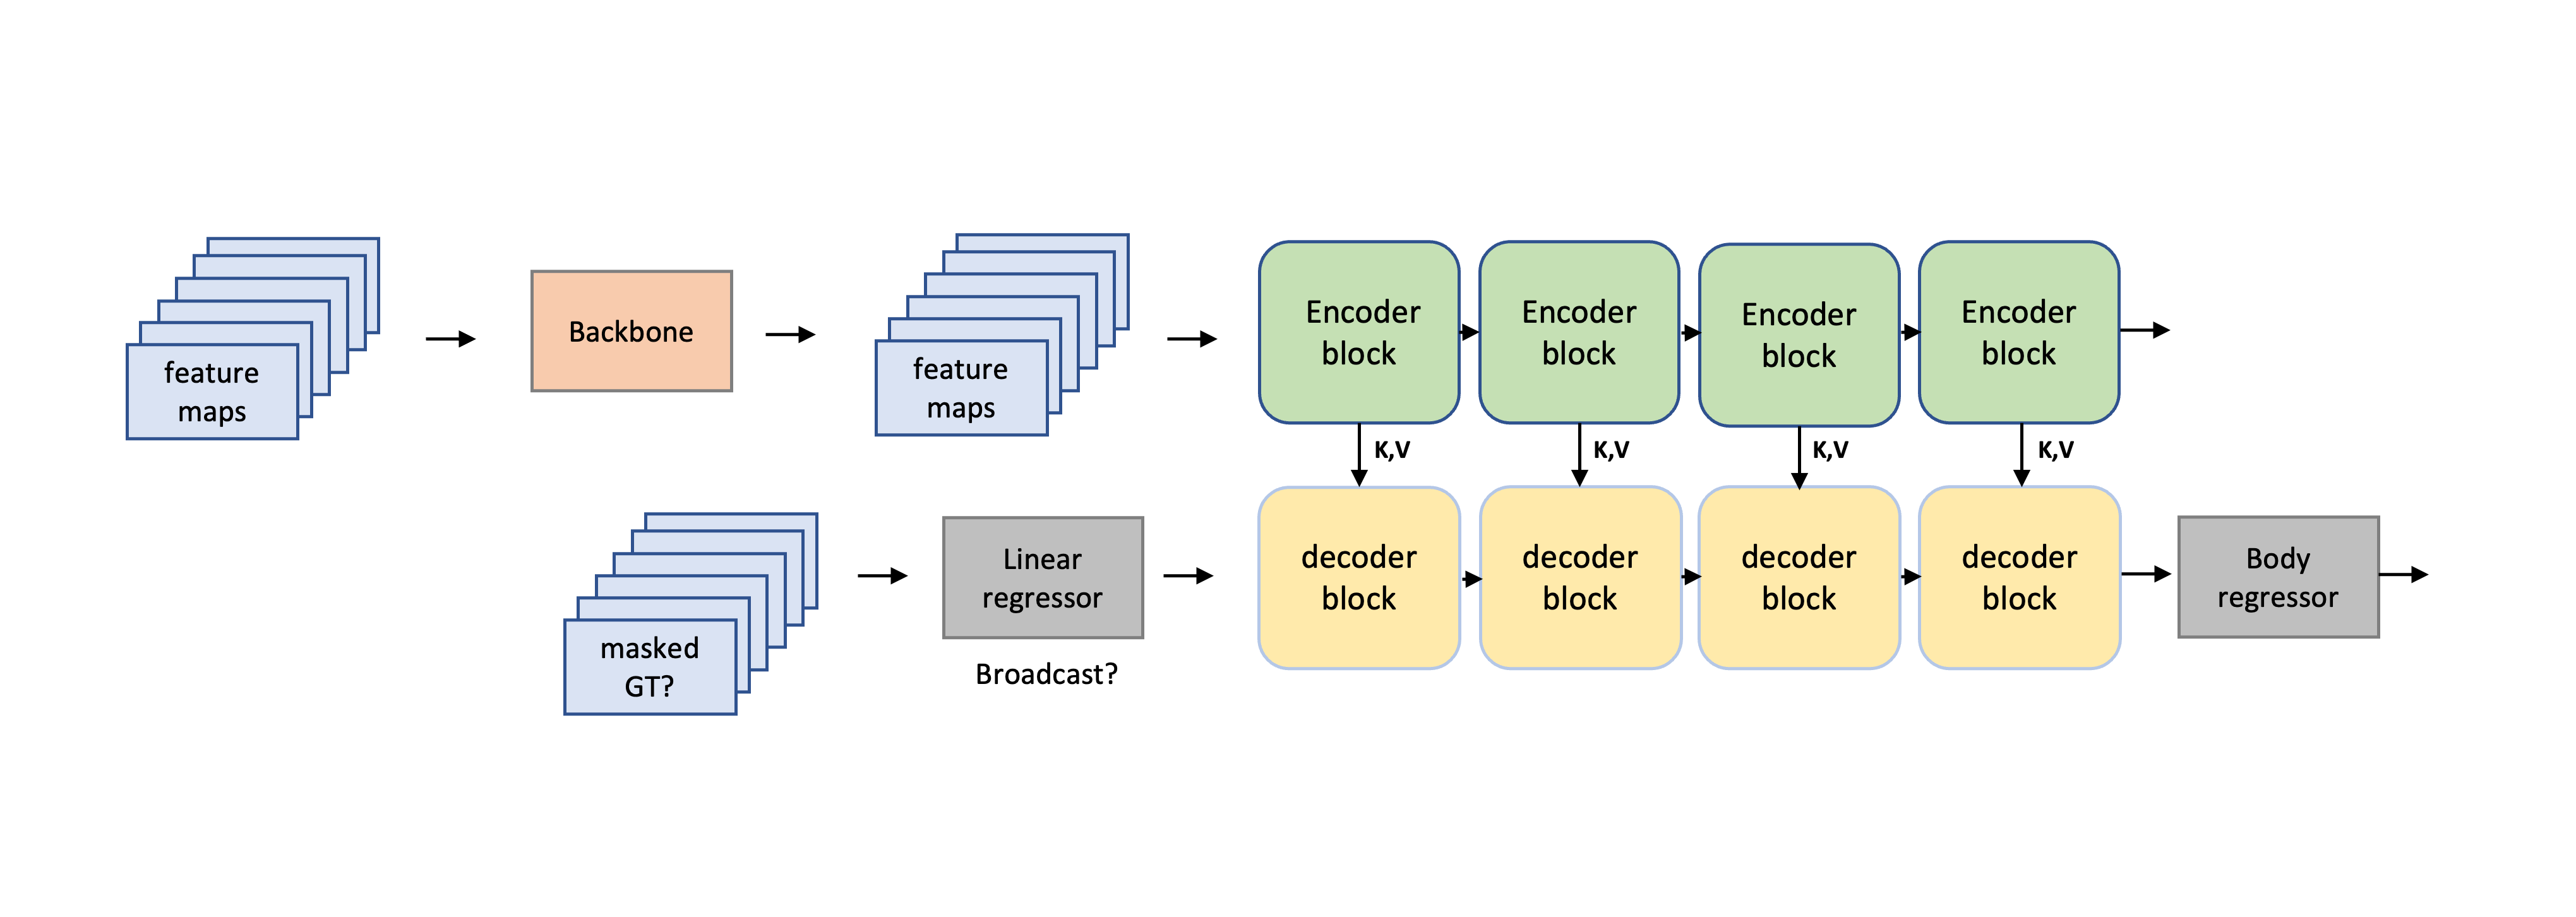 feature
maps
Backbone
feature
maps
Encoder
block
Encoder
block
Encoder
block
Encoder
block
K,V
K,V
K,V
K,V
masked
GT?
Linear
regressor
Broadcast?
decoder
block
decoder
block
decoder
block
decoder
block
Body
regressor